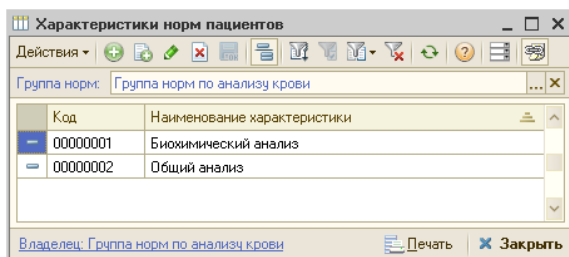 Характеристики норм пациентов
Действия
Группа норм: Группа норм по анализу крови ...
Код Наименование характеристики
00000001 Биохимический анализ
00000002 Общий анализ
Владелец: Группа норм по анализу крови Печать Закрыть